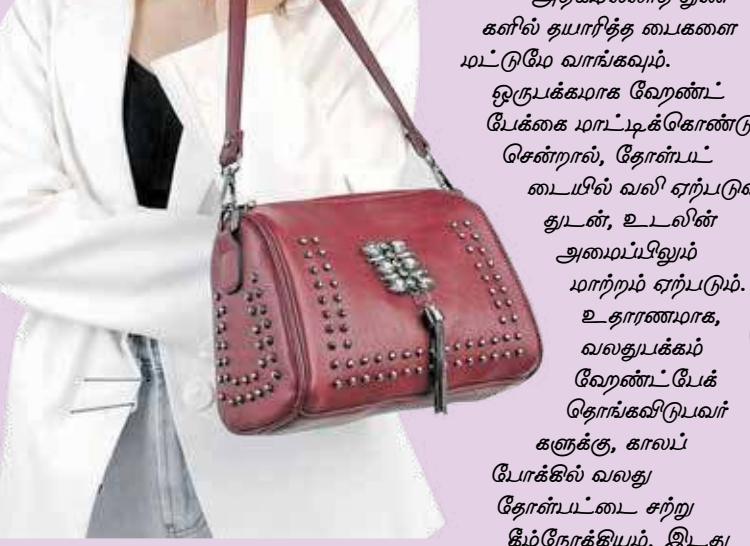 களில் தயாரித்த பைகளை
மட்டுமே வாங்கவும்.
ஒருபக்கமாக ஹேண்ட்
பேக்கை மாட்டிக்கொண்டு
சென்றால், தோள்பட்
டையில் வலி ஏற்படுவ
துடன், உடலின்
அமைப்பிலும்
மாற்றம் ஏற்படும்.
உதாரணமாக,
வலதுபக்கம்
ஹேண்ட்பேக்
தொங்கவிடுபவர்
களுக்கு, காலப்
போக்கில் வலது
தோள்பட்டை சற்று
கீழ்நோக்கியும், இடது